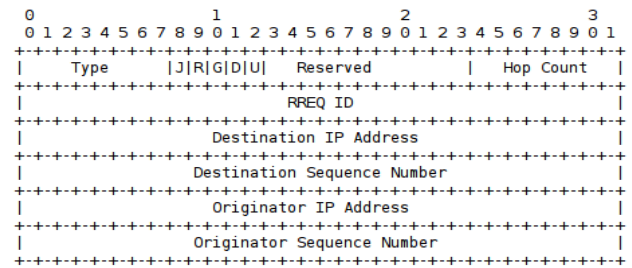 0                   1                   2                   3
 0 1 2 3 4 5 6 7 8 9 0 1 2 3 4 5 6 7 8 9 0 1 2 3 4 5 6 7 8 9 0 1
+-+-+-+-+-+-+-+-+-+-+-+-+-+-+-+-+-+-+-+-+-+-+-+-+-+-+-+-+-+-+-+-+
|     Type      |J|R|G|D|U|   Reserved          |   Hop Count   |
+-+-+-+-+-+-+-+-+-+-+-+-+-+-+-+-+-+-+-+-+-+-+-+-+-+-+-+-+-+-+-+-+
|                            RREQ ID                            |
+-+-+-+-+-+-+-+-+-+-+-+-+-+-+-+-+-+-+-+-+-+-+-+-+-+-+-+-+-+-+-+-+
|                    Destination IP Address                     |
+-+-+-+-+-+-+-+-+-+-+-+-+-+-+-+-+-+-+-+-+-+-+-+-+-+-+-+-+-+-+-+-+
|                  Destination Sequence Number                  |
+-+-+-+-+-+-+-+-+-+-+-+-+-+-+-+-+-+-+-+-+-+-+-+-+-+-+-+-+-+-+-+-+
|                    Originator IP Address                      |
+-+-+-+-+-+-+-+-+-+-+-+-+-+-+-+-+-+-+-+-+-+-+-+-+-+-+-+-+-+-+-+-+
|                  Originator Sequence Number                   |
+-+-+-+-+-+-+-+-+-+-+-+-+-+-+-+-+-+-+-+-+-+-+-+-+-+-+-+-+-+-+-+-+